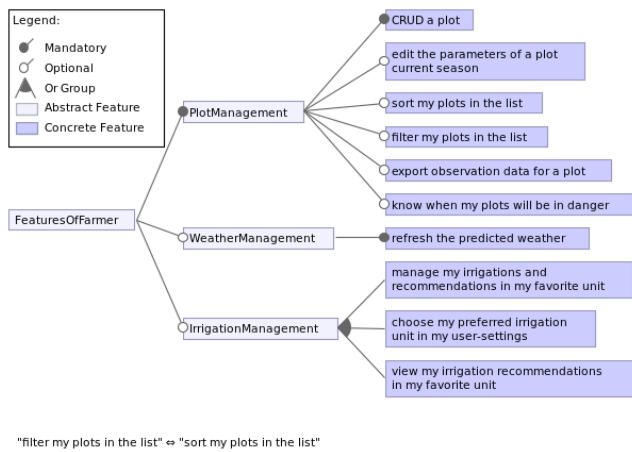 Legend:
Mandatory
Optional
Or Group
Abstract Feature
Concrete Feature
FeaturesOfFarmer
PlotManagement
CRUD a plot
edit the parameters of a plot
current season
sort my plots in the list
filter my plots in the list
export observation data for a plot
know when my plots will be in danger
WeatherManagement
refresh the predicted weather
IrrigationManagement
manage my irrigations and
recommendations in my favorite unit
choose my preferred irrigation
unit in my user-settings
view my irrigation recommendations
in my favorite unit
"filter my plots in the list" ⇔ "sort my plots in the list"